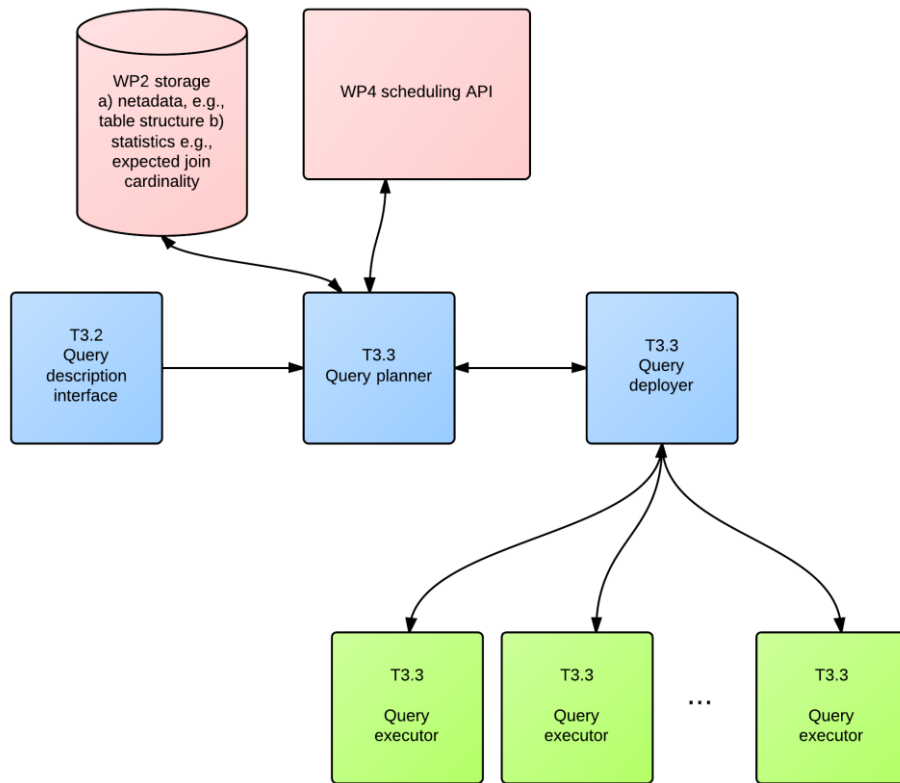 WP2 storage
a) netadata, e.g.,
table structure b)
statistics e.g.,
expected join
cardinality
WP4 scheduling API
T3.2
Query
description
interface
T3.3
Query planner
T3.3
Query
deployer
T3.3
Query
executor
T3.3
Query
executor
...
T3.3
Query
executor